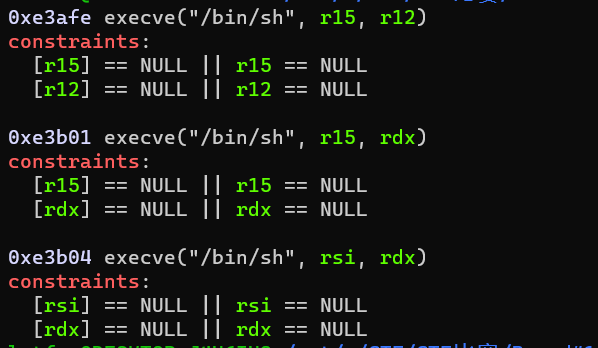 0xe3afe execve("/bin/sh", r15, r12)
constraints:
  [r15] == NULL || r15 == NULL
  [r12] == NULL || r12 == NULL

0xe3b01 execve("/bin/sh", r15, rdx)
constraints:
  [r15] == NULL || r15 == NULL
  [rdx] == NULL || rdx == NULL

0xe3b04 execve("/bin/sh", rsi, rdx)
constraints:
  [rsi] == NULL || rsi == NULL
  [rdx] == NULL || rdx == NULL